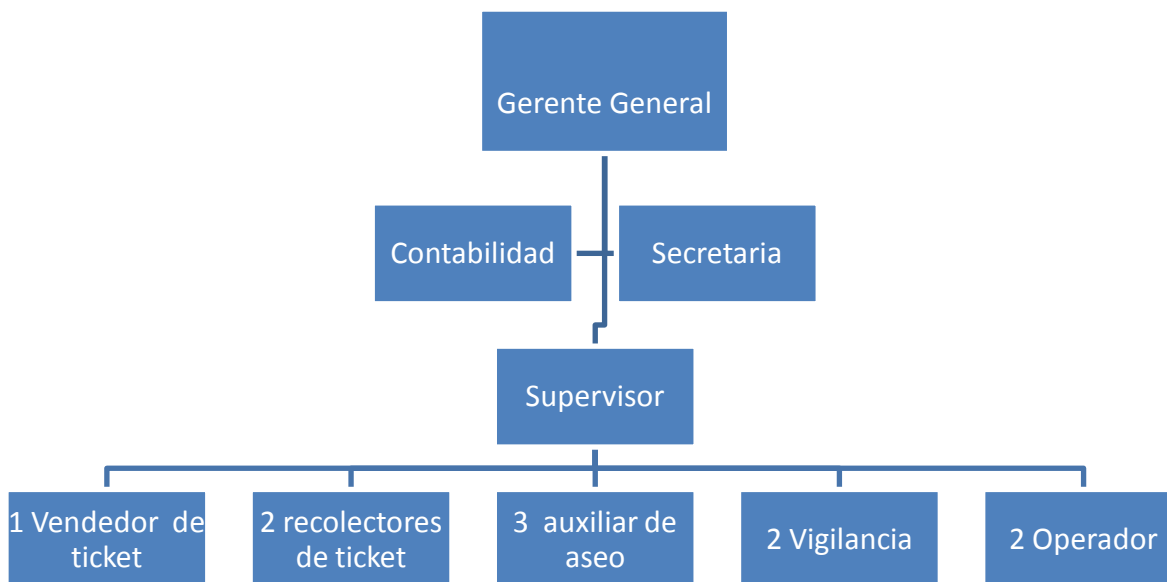 Gerente General
Contabilidad
Secretaria
Supervisor
1 Vendedor de
ticket
2 recolectores
de ticket
3 auxiliar de
aseo
2 Vigilancia
2 Operador